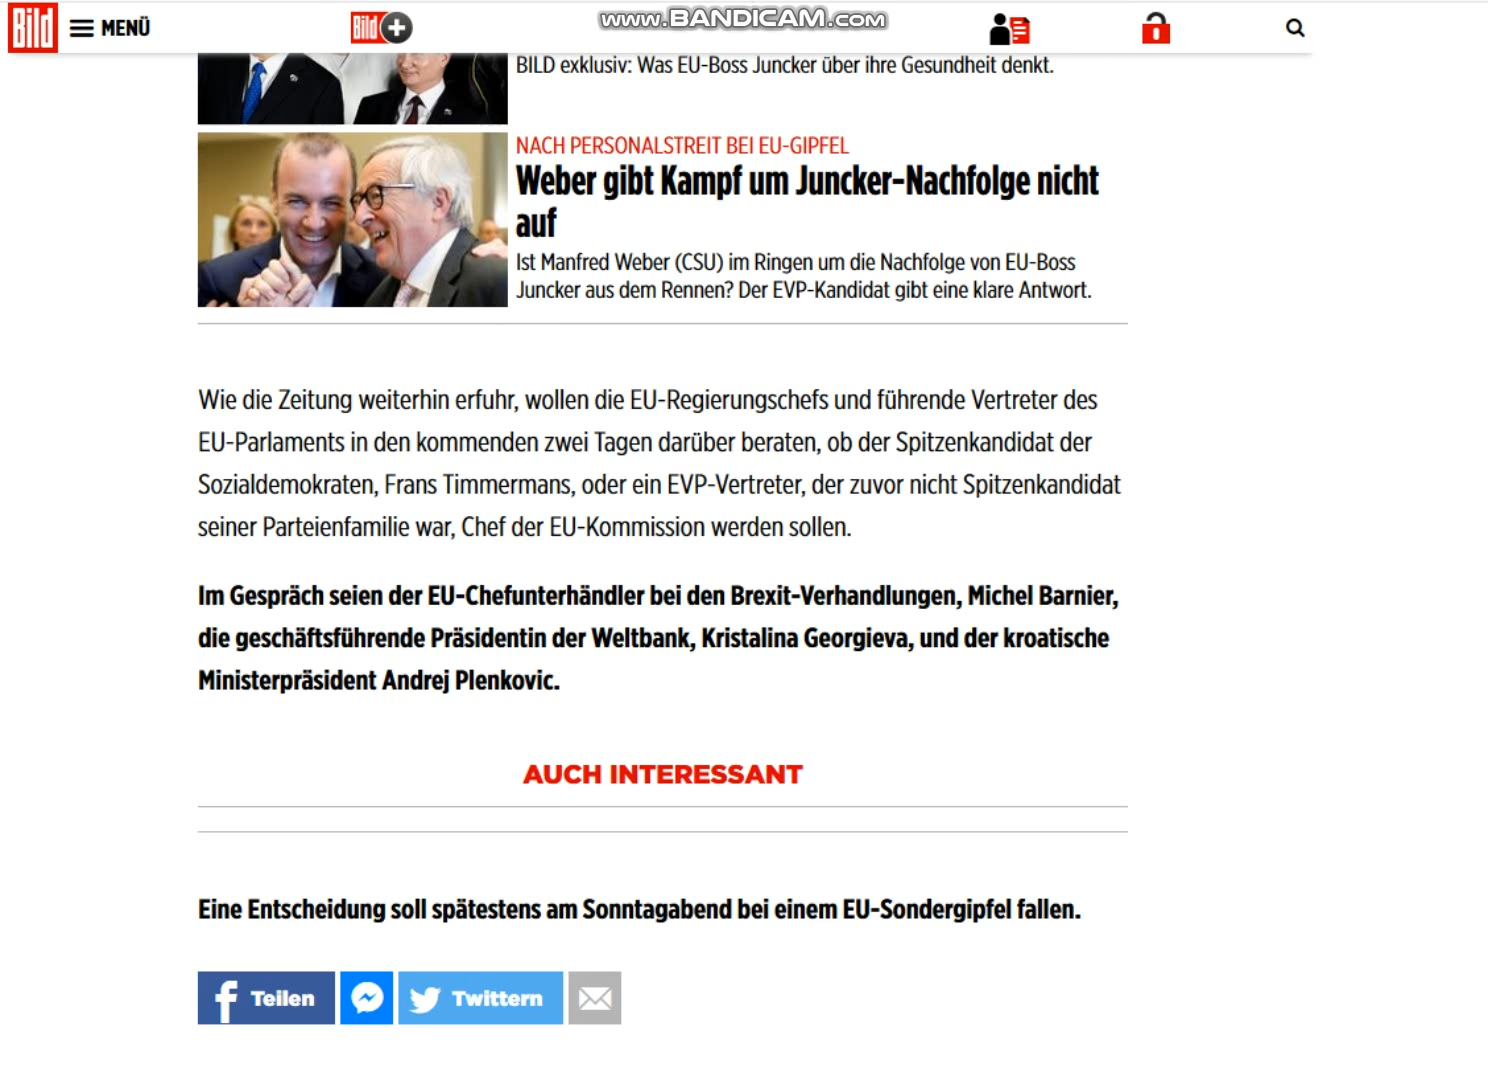 Bild
MENÜ
Bild +
www.BANDICAM.com
BILD exklusiv: Was EU-Boss Juncker über ihre Gesundheit denkt.
NACH PERSONALSTREIT BEI EU-GIPFEL
Weber gibt Kampf um Juncker-Nachfolge nicht
auf
Ist Manfred Weber (CSU) im Ringen um die Nachfolge von EU-Boss
Juncker aus dem Rennen? Der EVP-Kandidat gibt eine klare Antwort.
Wie die Zeitung weiterhin erfuhr, wollen die EU-Regierungschefs und führende Vertreter des
EU-Parlaments in den kommenden zwei Tagen darüber beraten, ob der Spitzenkandidat der
Sozialdemokraten, Frans Timmermans, oder ein EVP-Vertreter, der zuvor nicht Spitzenkandidat
seiner Parteienfamilie war, Chef der EU-Kommission werden sollen.
Im Gespräch seien der EU-Chefunterhändler bei den Brexit-Verhandlungen, Michel Barnier,
die geschäftsführende Präsidentin der Weltbank, Kristalina Georgieva, und der kroatische
Ministerpräsident Andrej Plenkovic.
AUCH INTERESSANT
Eine Entscheidung soll spätestens am Sonntagabend bei einem EU-Sondergipfel fallen.
Teilen
Twittern